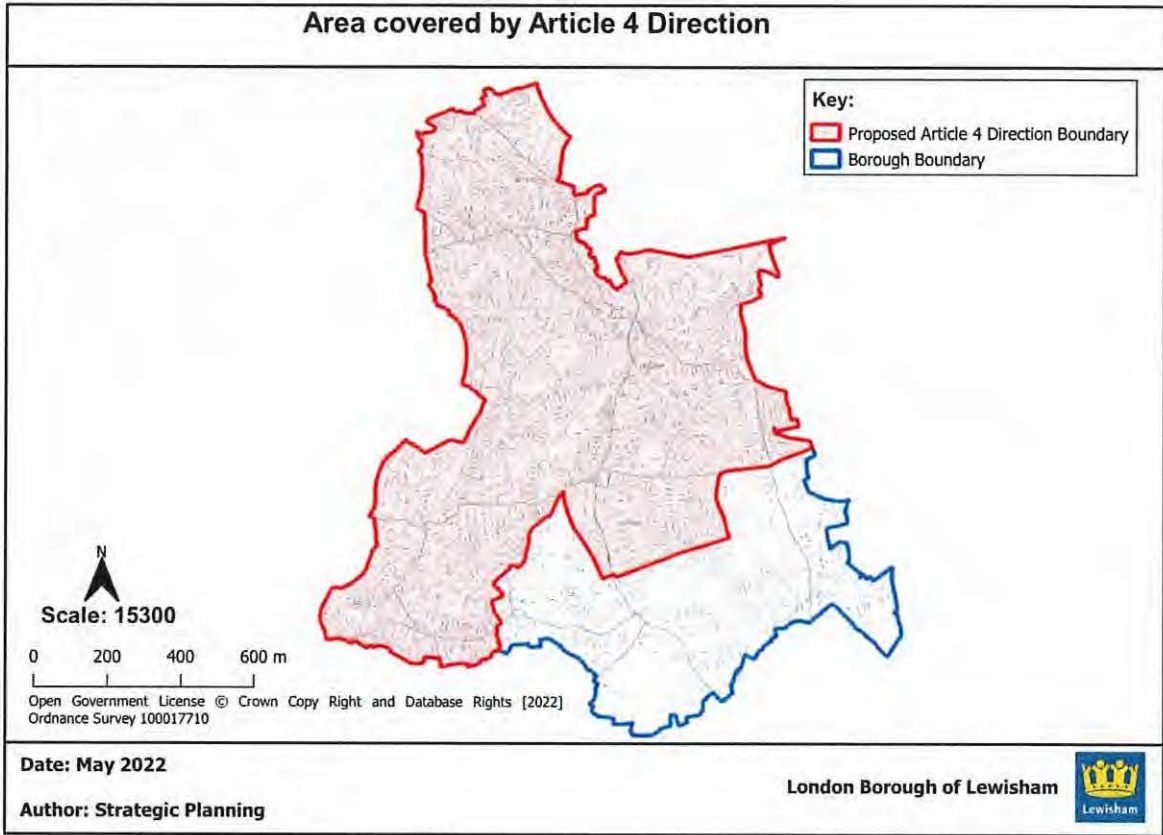 Area covered by Article 4 Direction
Key:
Proposed Article 4 Direction Boundary
Borough Boundary
N
Scale: 15300
0 200 400 600 m
Open Government License © Crown Copy Right and Database Rights [2022]
Ordnance Survey 100017710
Date: May 2022
Author: Strategic Planning
London Borough of Lewisham
Lewisham